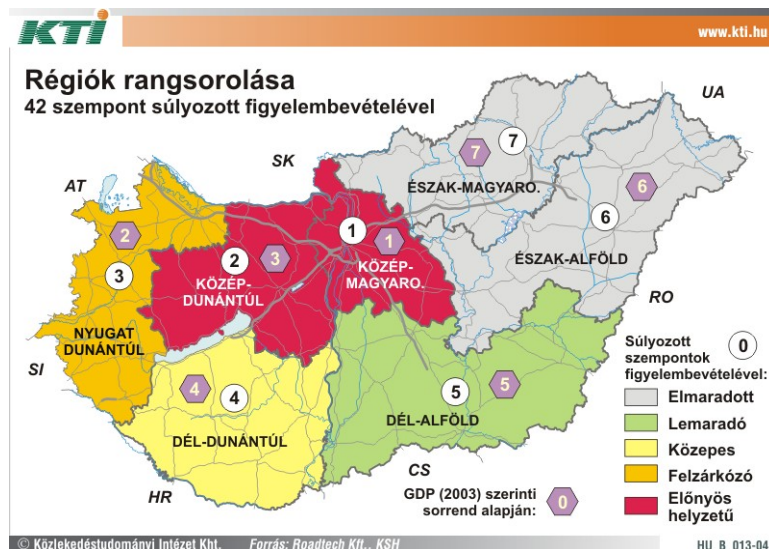 KTI
www.kti.hu
Régiók rangsorolása
42 szempont súlyozott figyelembevételével
UA
SK
AT
7
7
ÉSZAK-MAGYARO.
6
6
ÉSZAK-ALFÖLD
2
3
NYUGAT
DUNÁNTÚL
2
3
KÖZÉP-
DUNÁNTÚL
1
1
KÖZÉP-
MAGYARO.
RO
SI
4
4
DÉL-DUNÁNTÚL
5
5
DÉL-ALFÖLD
HR
CS
Súlyozott
szempontok
figyelembevételével:
0
Elmaradott
Lemaradó
Közepes
Felzárkózó
Előnyös
helyzetű
GDP (2003) szerinti
sorrend alapján:
0
© Közlekedéstudományi Intézet Kht. Forrás: Roadtech Kft., KSH
HU_B_013-04